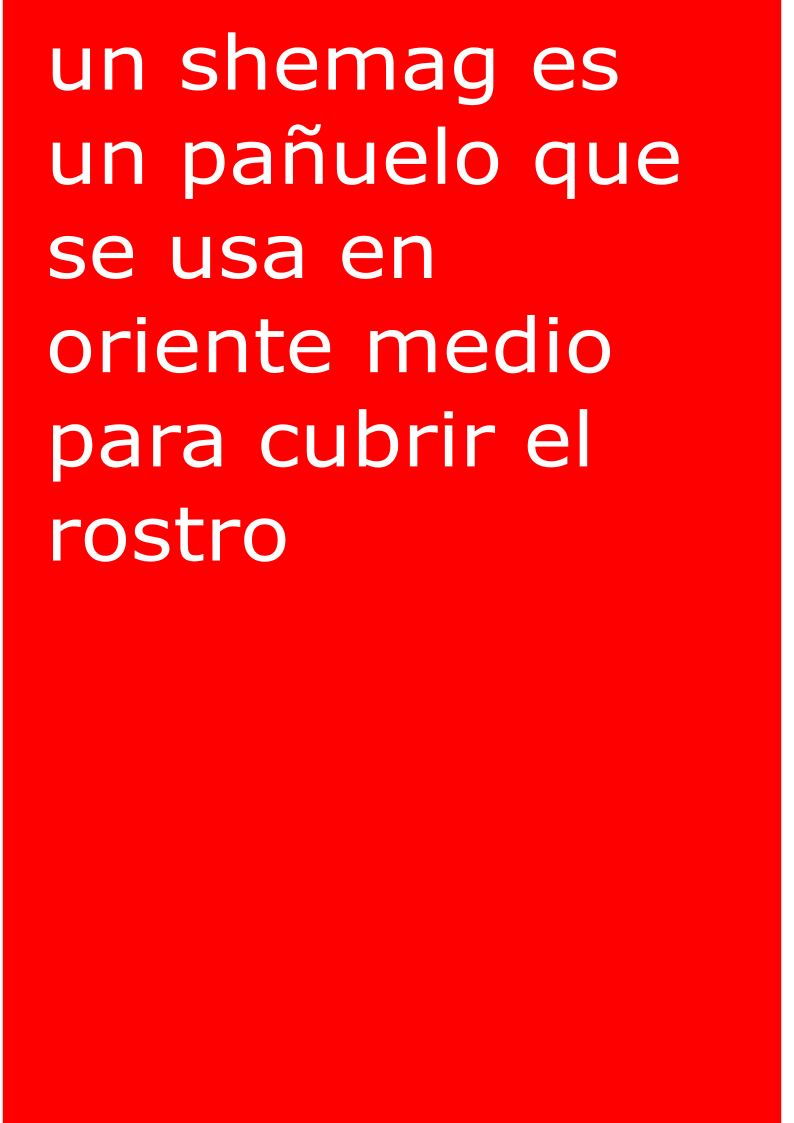 un shemag es
un pañuelo que
se usa en
oriente medio
para cubrir el
rostro